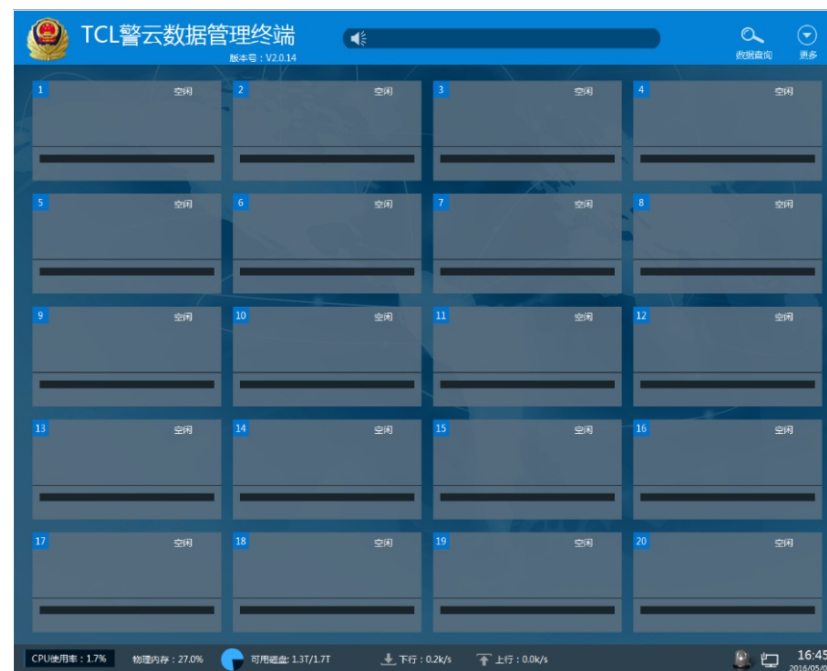 TCL警云数据管理终端
版本号：V2.0.14
数据查询
更多
1 空闲 2 空闲 3 空闲 4 空闲
5 空闲 6 空闲 7 空闲 8 空闲
9 空闲 10 空闲 11 空闲 12 空闲
13 空闲 14 空闲 15 空闲 16 空闲
17 空闲 18 空闲 19 空闲 20 空闲
CPU使用率：1.7% 物理内存：27.0% 可用磁盘: 1.3T/1.7T 下行：0.2k/s 上行：0.0k/s 16:45